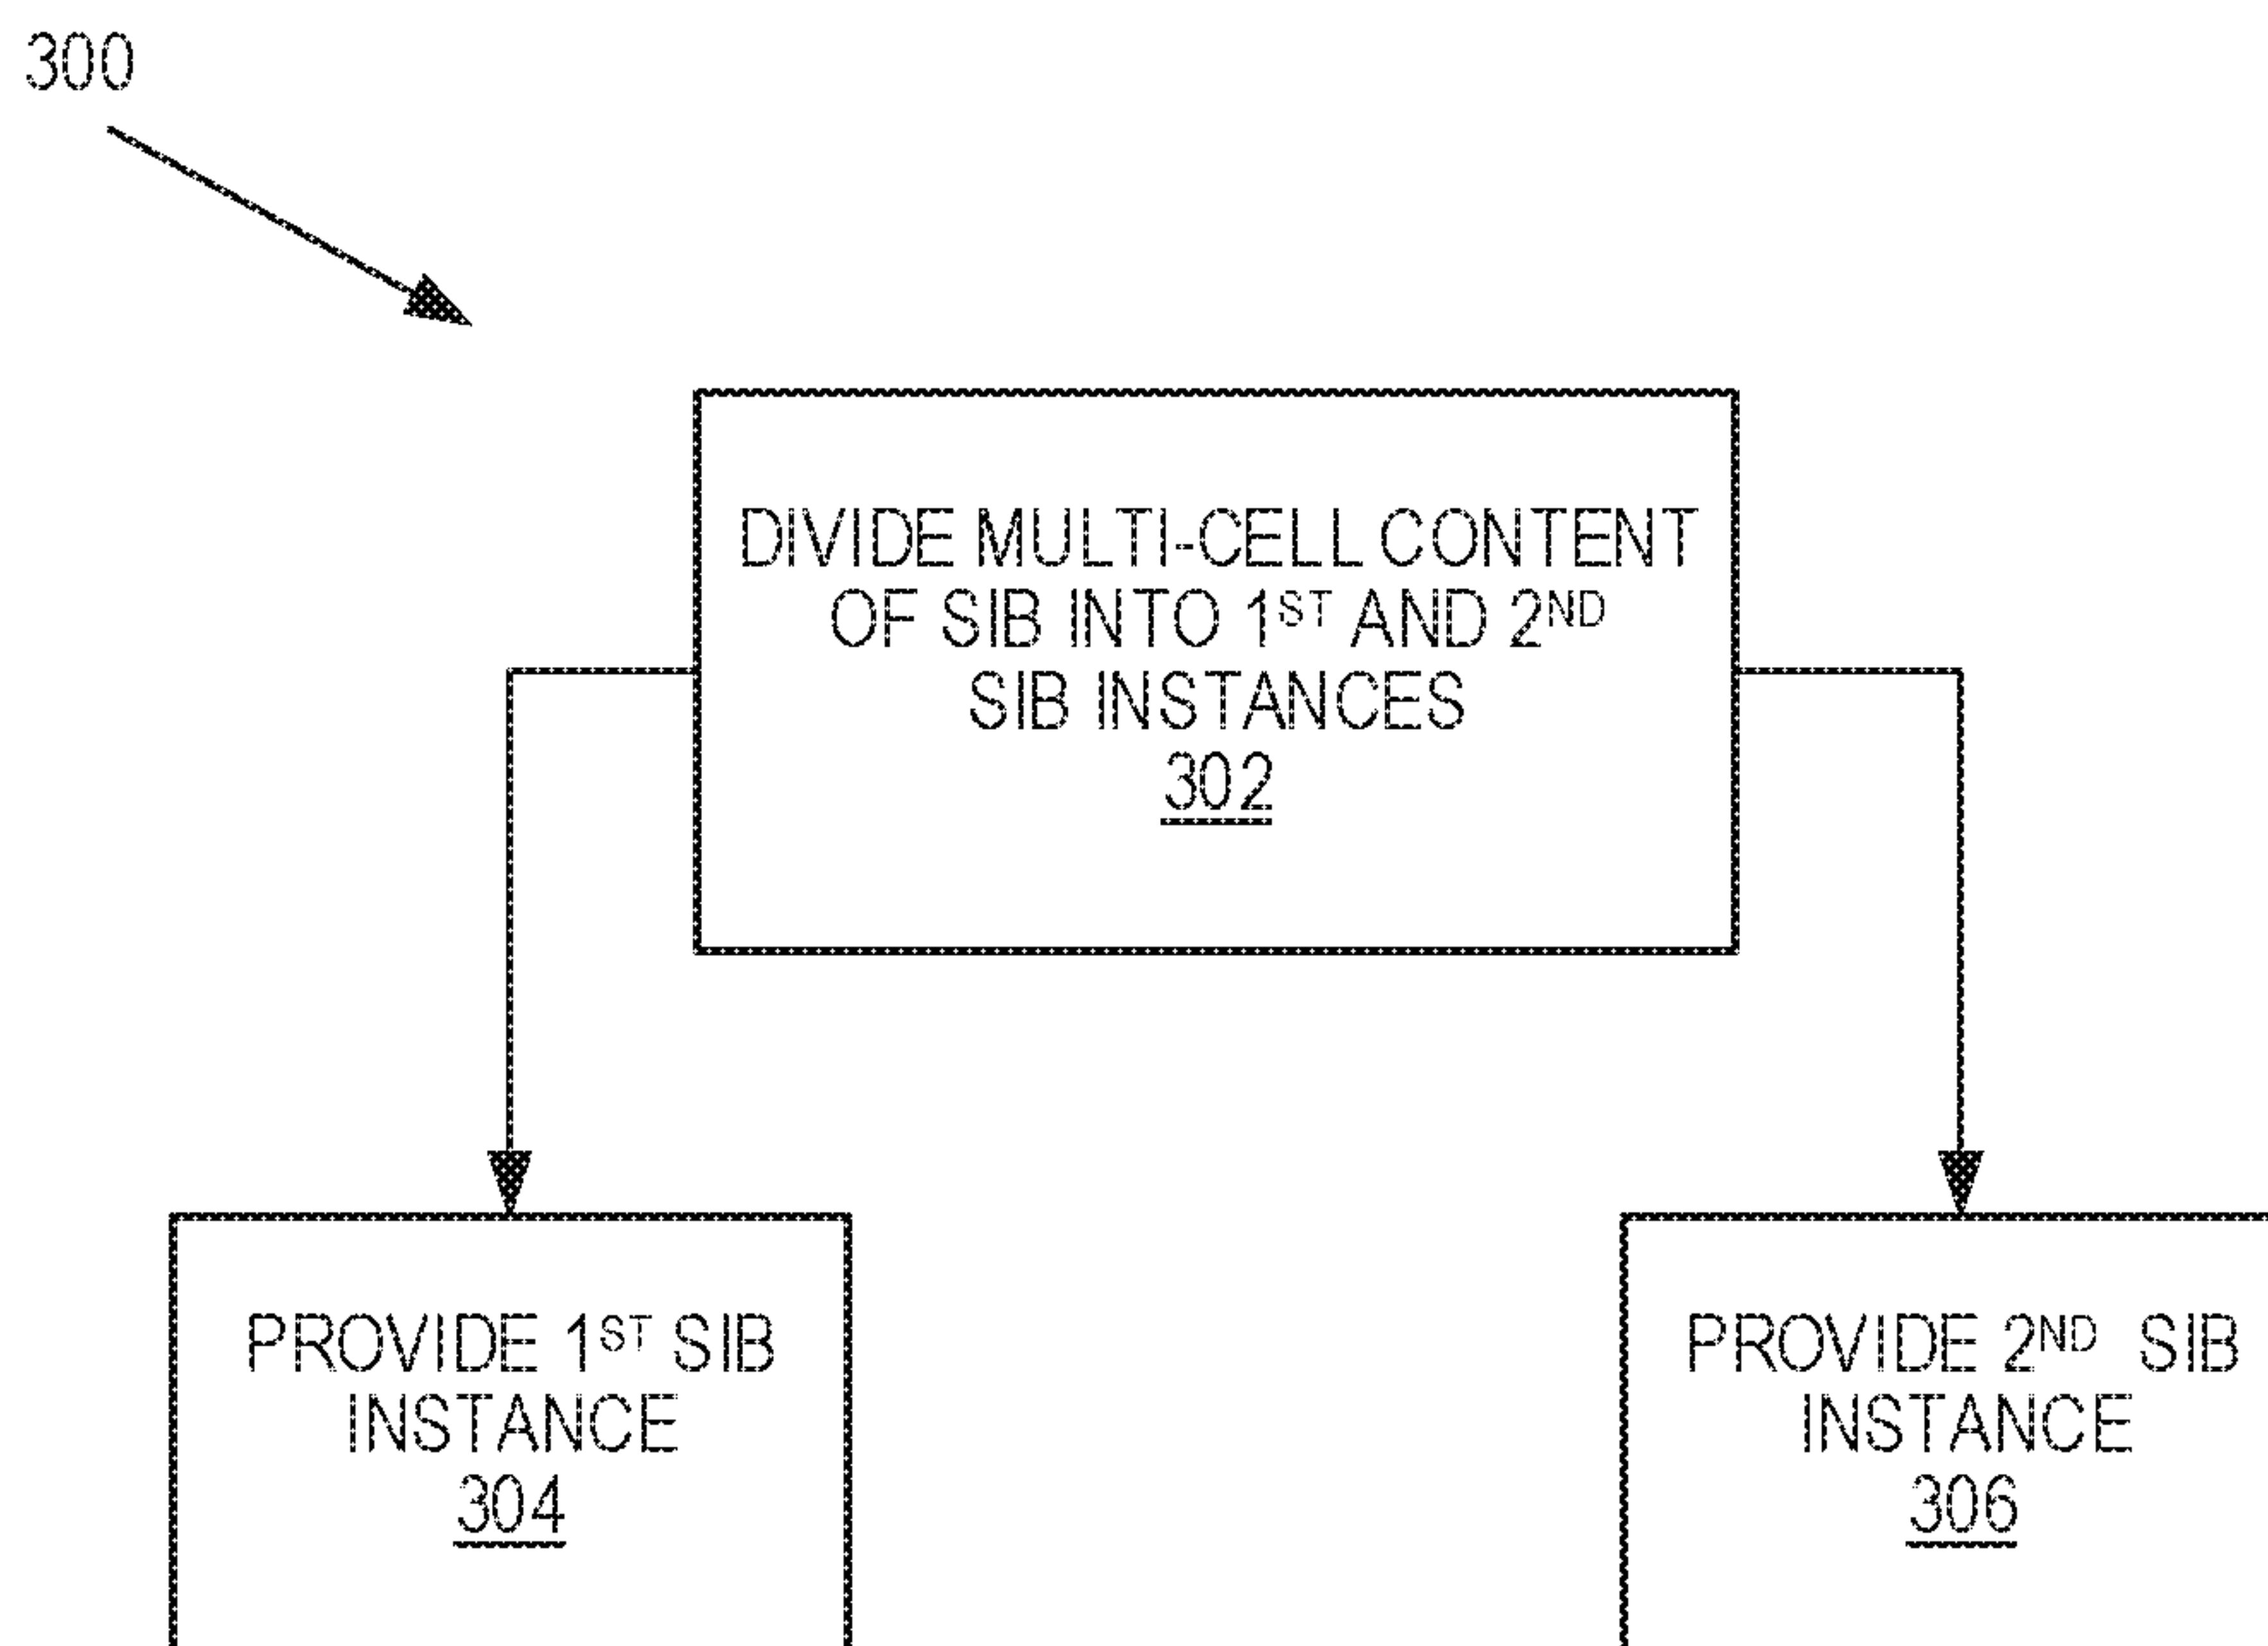 300
DIVIDE MULTI-CELL CONTENT
OF SIB INTO 1ST AND 2ND
SIB INSTANCES
302
PROVIDE 1ST SIB
INSTANCE
304
PROVIDE 2ND SIB
INSTANCE
306